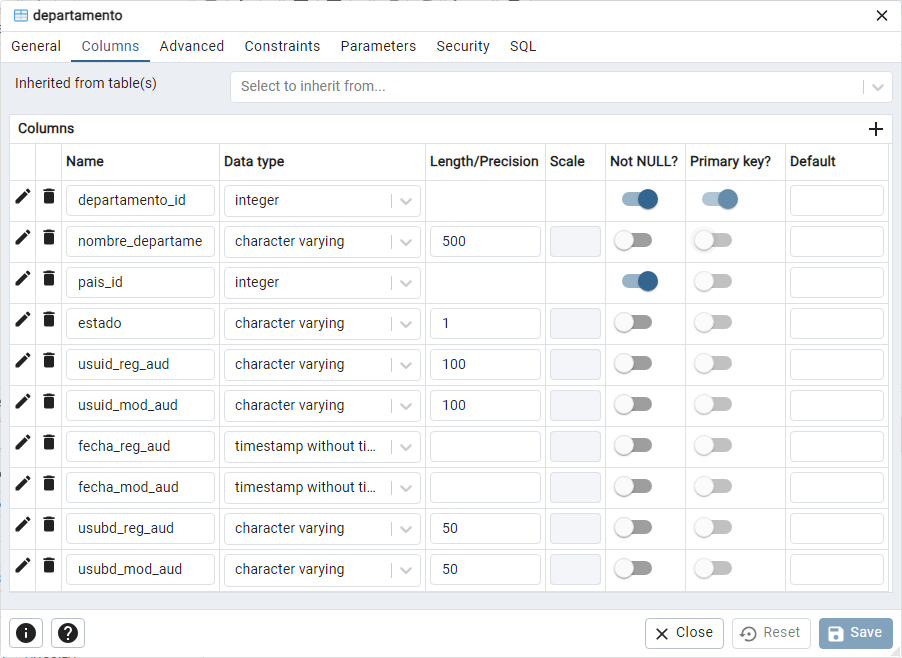 departamento
General Columns Advanced Constraints Parameters Security SQL
Inherited from table(s) Select to inherit from...
Columns
Name Data type Length/Precision Scale Not NULL? Primary key? Default
departamento_id integer
nombre_departame character varying 500
pais_id integer
estado character varying 1
usuid_reg_aud character varying 100
usuid_mod_aud character varying 100
fecha_reg_aud timestamp without ti...
fecha_mod_aud timestamp without ti...
usubd_reg_aud character varying 50
usubd_mod_aud character varying 50
Close Reset Save